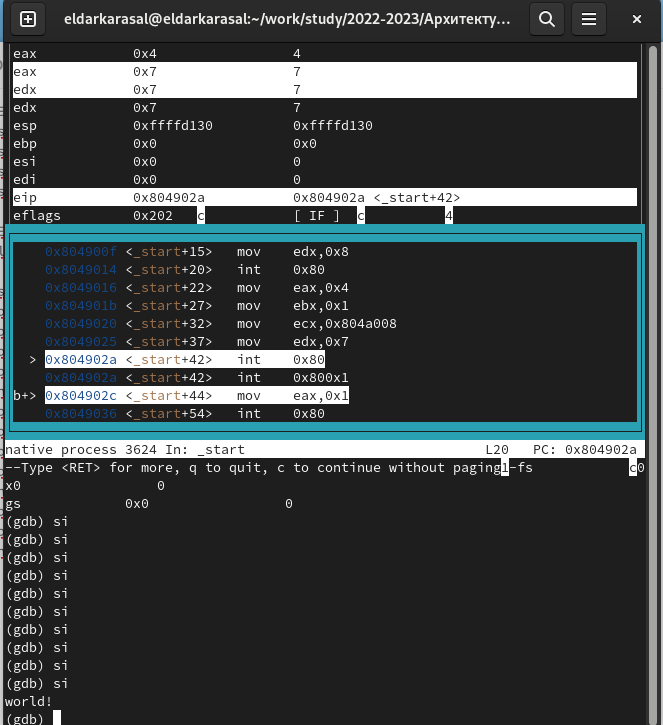 eldarkarasal@eldarkarasal:~/work/study/2022-2023/Архитекту...
eax 0x4 4
eax 0x7 7
edx 0x7 7
edx 0x7 7
esp 0xffffd130 0xffffd130
ebp 0x0 0x0
esi 0x0 0
edi 0x0 0
eip 0x804902a 0x804902a <_start+42>
eflags 0x202 c [ IF ] c 4
0x804900f <_start+15> mov edx,0x8
0x8049014 <_start+20> int 0x80
0x8049016 <_start+22> mov eax,0x4
0x804901b <_start+27> mov ebx,0x1
0x8049020 <_start+32> mov ecx,0x804a008
0x8049025 <_start+37> mov edx,0x7
> 0x804902a <_start+42> int 0x80
0x804902a <_start+42> int 0x800x1
b+> 0x804902c <_start+44> mov eax,0x1
0x8049036 <_start+54> int 0x80
native process 3624 In: _start L20 PC: 0x804902a
--Type <RET> for more, q to quit, c to continue without paging1-fs c0
x0 0
gs 0x0 0
(gdb) si
(gdb) si
(gdb) si
(gdb) si
(gdb) si
(gdb) si
(gdb) si
(gdb) si
(gdb) si
(gdb) si
world!
(gdb)